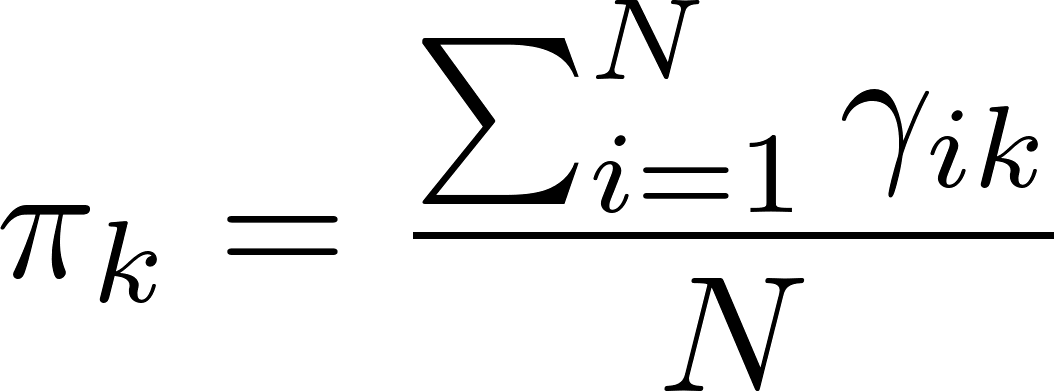 π_k = \frac{\sum_{i=1}^{N} γ_{ik}}{N}